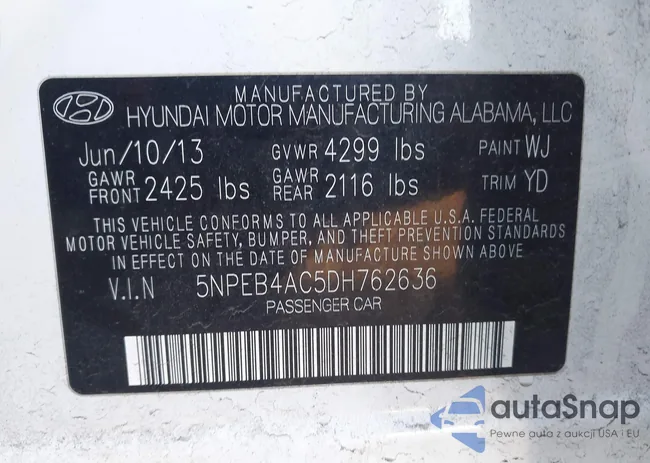 MANUFACTURED BY
HYUNDAI MOTOR MANUFACTURING ALABAMA, LLC
Jun/10/13 GVWR 4299 lbs PAINT WJ
GAWR FRONT 2425 lbs GAWR REAR 2116 lbs TRIM YD
THIS VEHICLE CONFORMS TO ALL APPLICABLE U.S.A. FEDERAL
MOTOR VEHICLE SAFETY, BUMPER, AND THEFT PREVENTION STANDARDS
IN EFFECT ON THE DATE OF MANUFACTURE SHOWN ABOVE.
V.I.N 5NPEB4AC5DH762636
PASSENGER CAR
autaSnap
Pewne auta z aukcji USA i EU